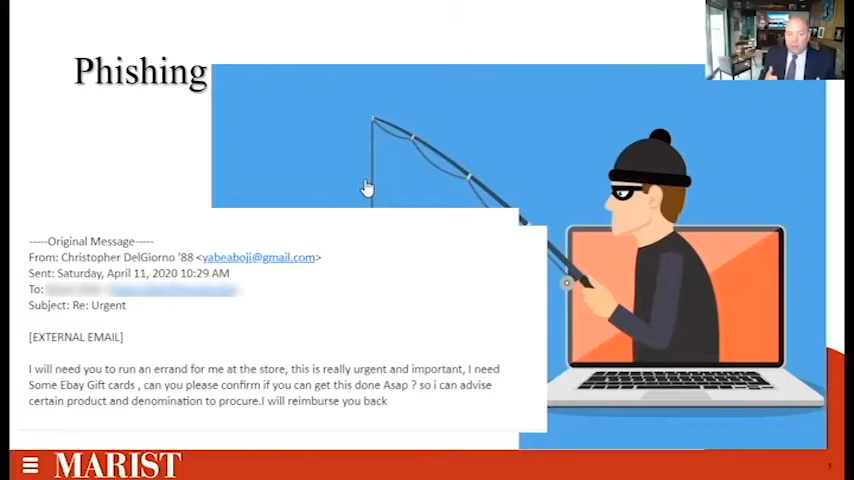 Phishing
-----Original Message-----
From: Christopher DelGiorno '88 <yabeaboji@gmail.com>
Sent: Saturday, April 11, 2020 10:29 AM
To:
Subject: Re: Urgent
[EXTERNAL EMAIL]
I will need you to run an errand for me at the store, this is really urgent and important, I need
Some Ebay Gift cards , can you please confirm if you can get this done Asap ? so i can advise
certain product and denomination to procure.I will reimburse you back
MARIST